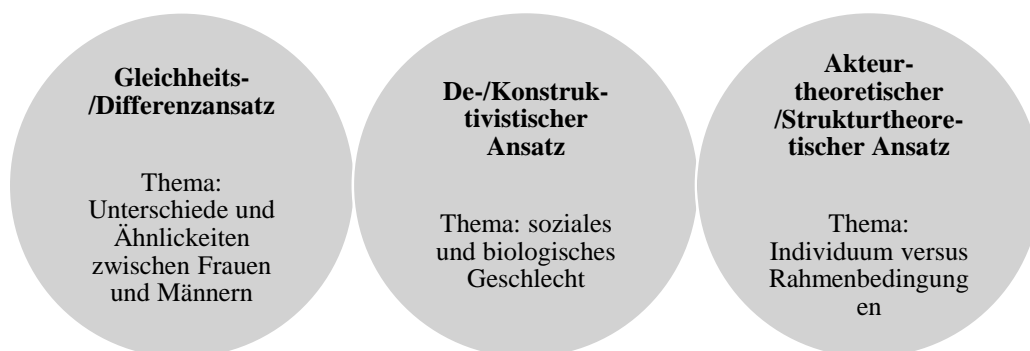 Gleichheits-
/Differenzansatz
Thema:
Unterschiede und
Ähnlickeiten
zwischen Frauen
und Männern
De-/Konstruk-
tivistischer
Ansatz
Thema: soziales
und biologisches
Geschlecht
Akteur-
theoretischer
/Strukturtheore-
tischer Ansatz
Thema:
Individuum versus
Rahmenbedingung
en